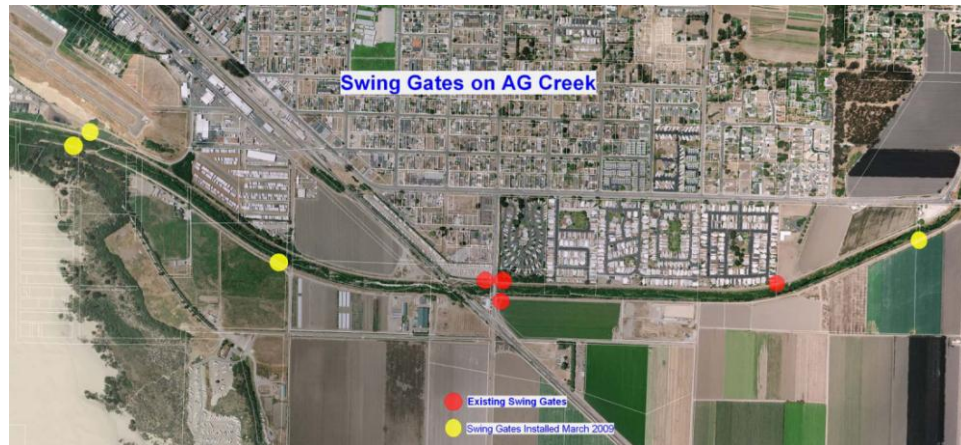 Swing Gates on AG Creek
Existing Swing Gates
Swing Gates Installed March 2009